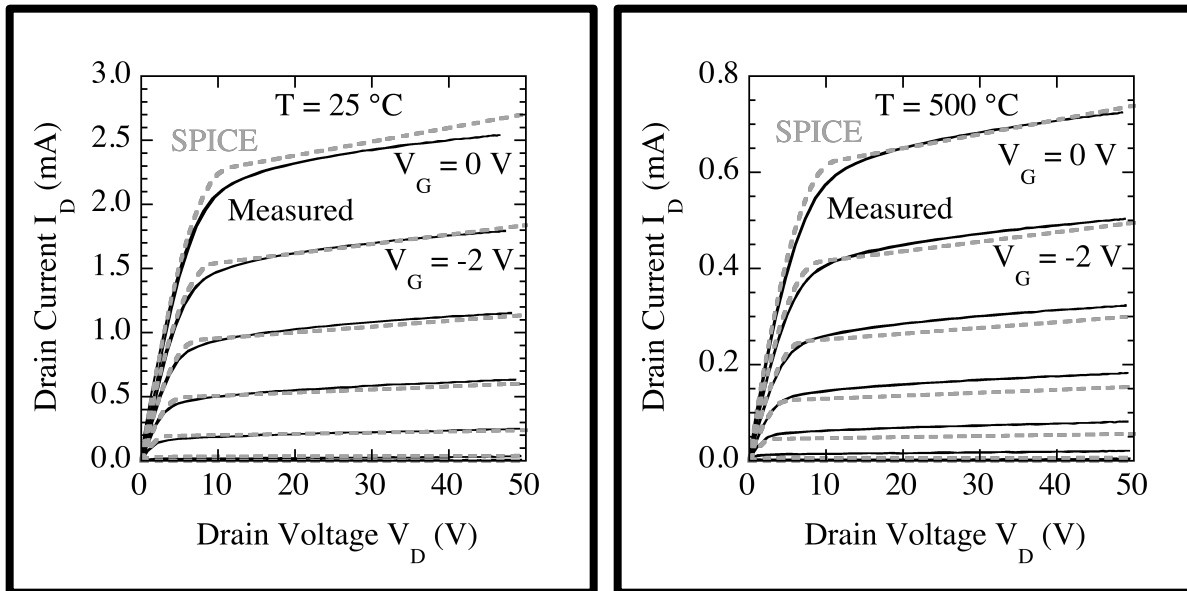 3.0
2.5
2.0
1.5
1.0
0.5
0.0
Drain Current I_D (mA)
T = 25 °C
SPICE
V_G = 0 V
Measured
V_G = -2 V
0 10 20 30 40 50
Drain Voltage V_D (V)
0.8
0.6
0.4
0.2
0.0
Drain Current I_D (mA)
T = 500 °C
SPICE
V_G = 0 V
Measured
V_G = -2 V
0 10 20 30 40 50
Drain Voltage V_D (V)